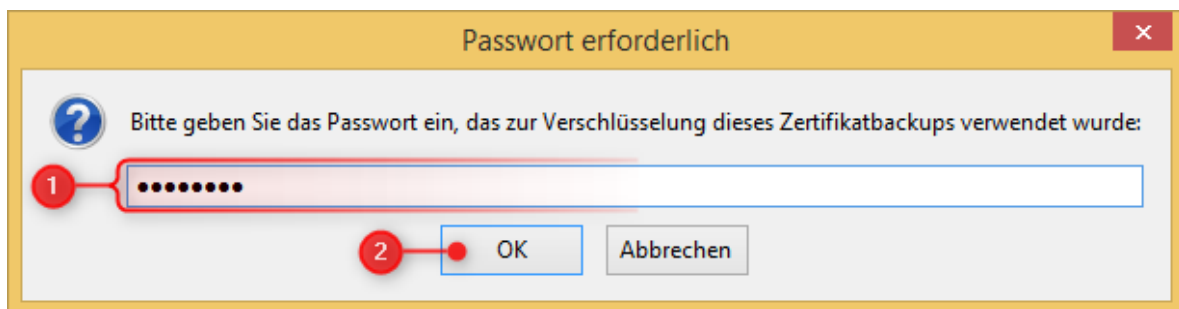 Passwort erforderlich
Bitte geben Sie das Passwort ein, das zur Verschlüsselung dieses Zertifikatbackups verwendet wurde:
1
••••••••
2
OK
Abbrechen